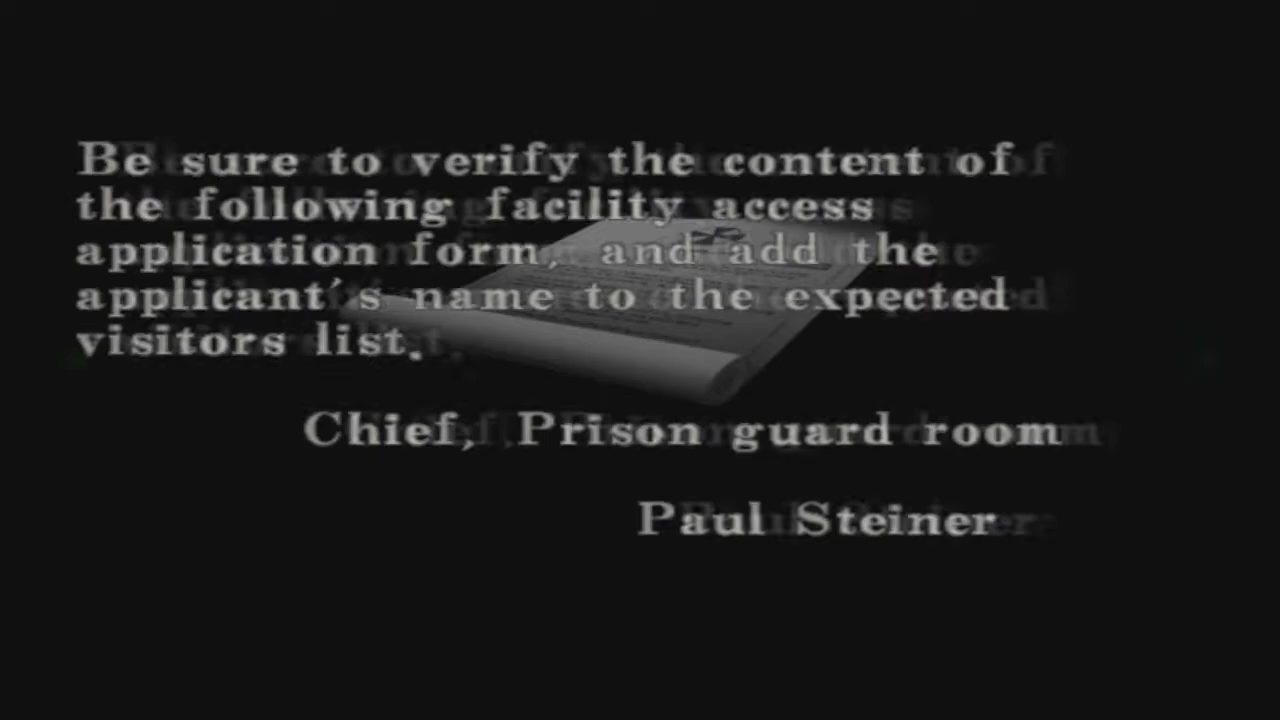 Be sure to verify the content of
the following facility access
application form, and add the
applicant's name to the expected
visitors list.
Chief, Prison guard room
Paul Steiner